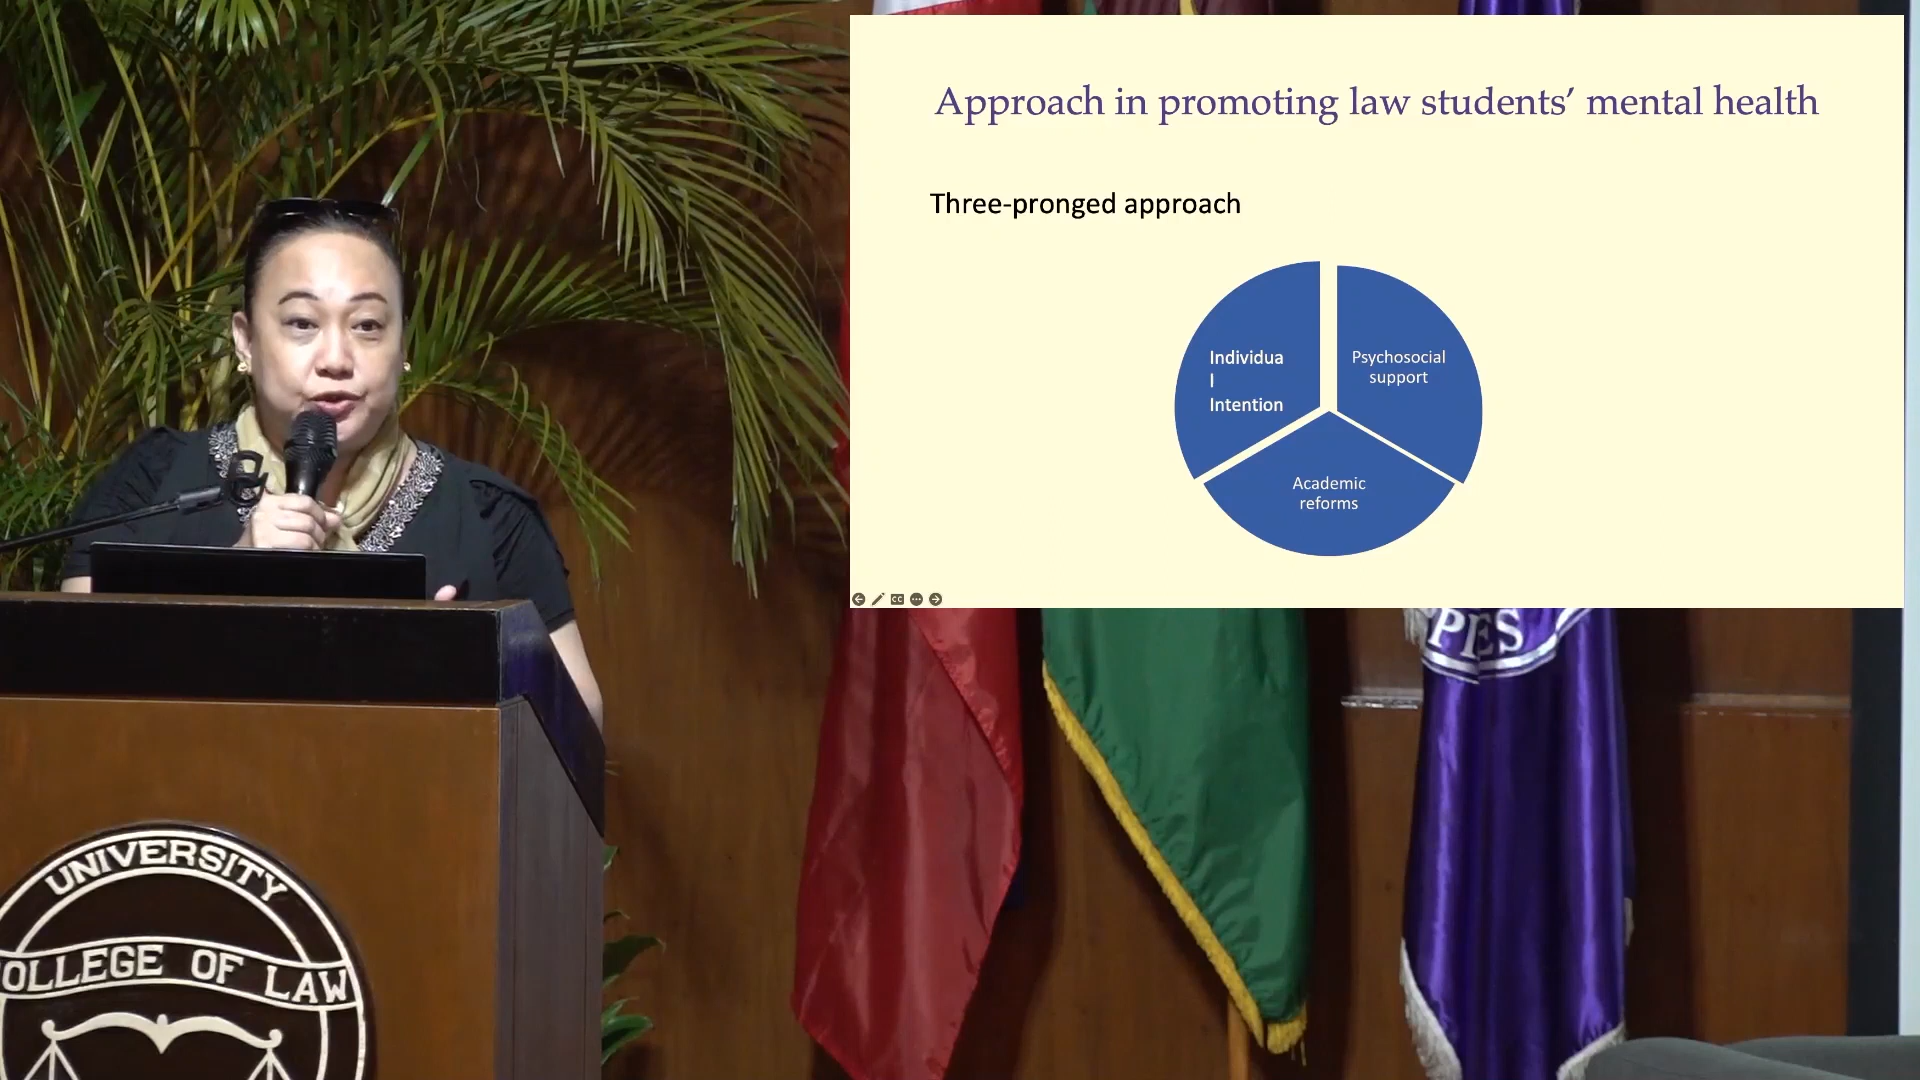 Approach in promoting law students’ mental health
Three-pronged approach
Individua
l
Intention
Psychosocial
support
Academic
reforms
PES
UNIVERSITY
OLLEGE OF LAW